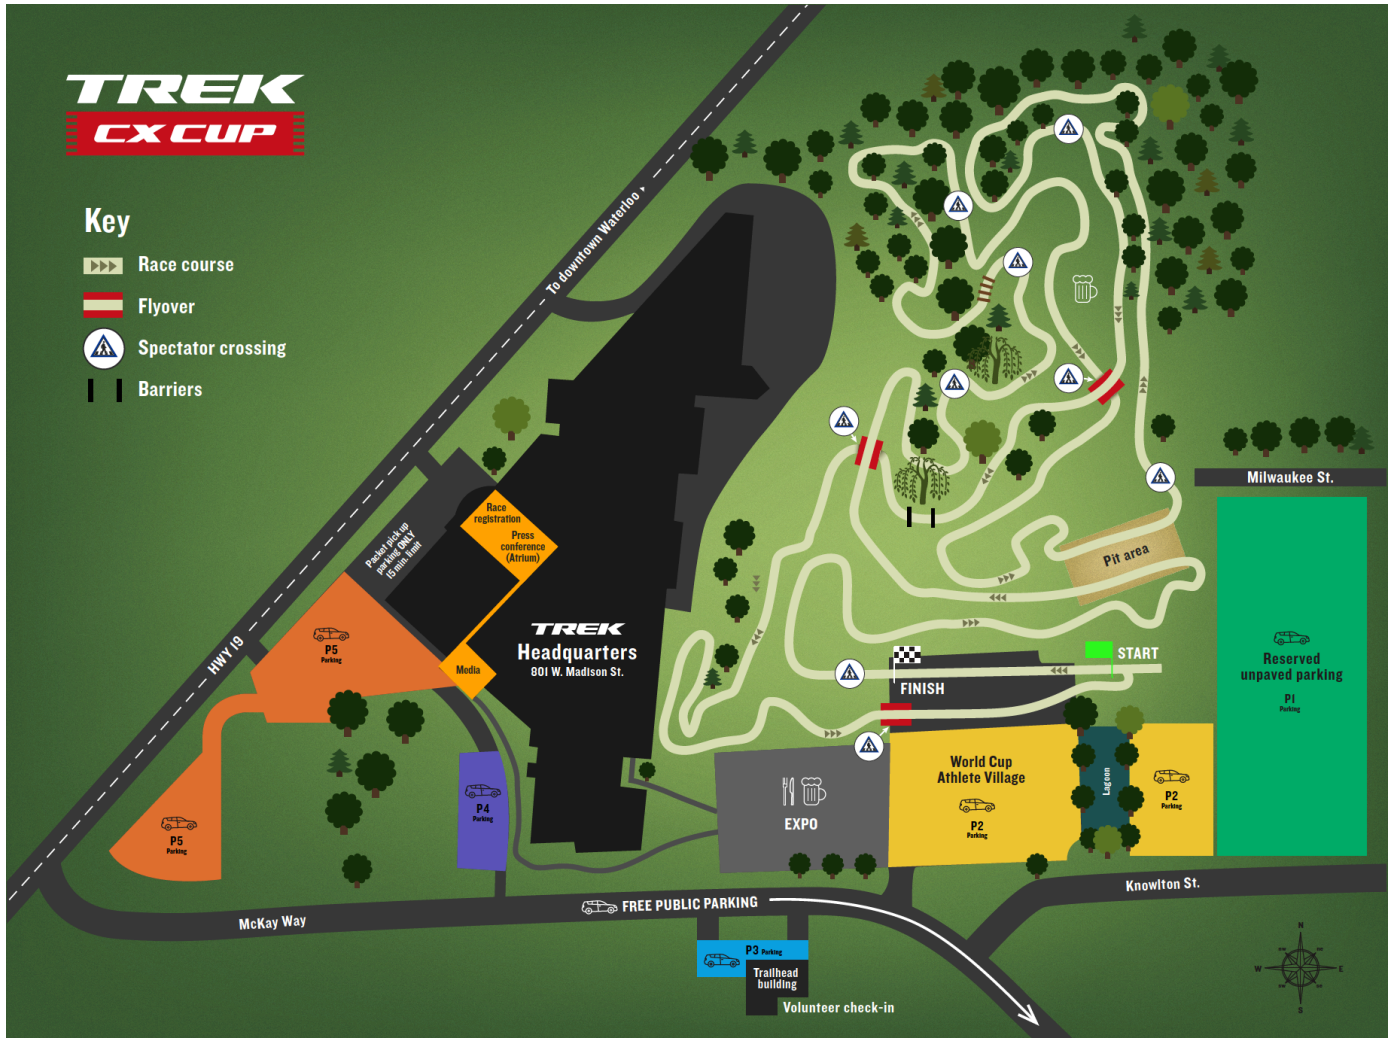 TREK
CX CUP
Key
Race course
Flyover
Spectator crossing
Barriers
To downtown Waterloo
HWY 19
Milwaukee St.
Race
registration
Press
conference
(Atrium)
Packet pick up
parking ONLY
15 min. limit
Pit area
P5
Parking
TREK
Headquarters
801 W. Madison St.
Media
START
FINISH
Reserved
unpaved parking
P1
Parking
World Cup
Athlete Village
P2
Parking
Lagoon
P2
Parking
EXPO
P4
Parking
P5
Parking
McKay Way
FREE PUBLIC PARKING
Knowlton St.
P3 Parking
Trailhead
building
Volunteer check-in
N
W
E
S